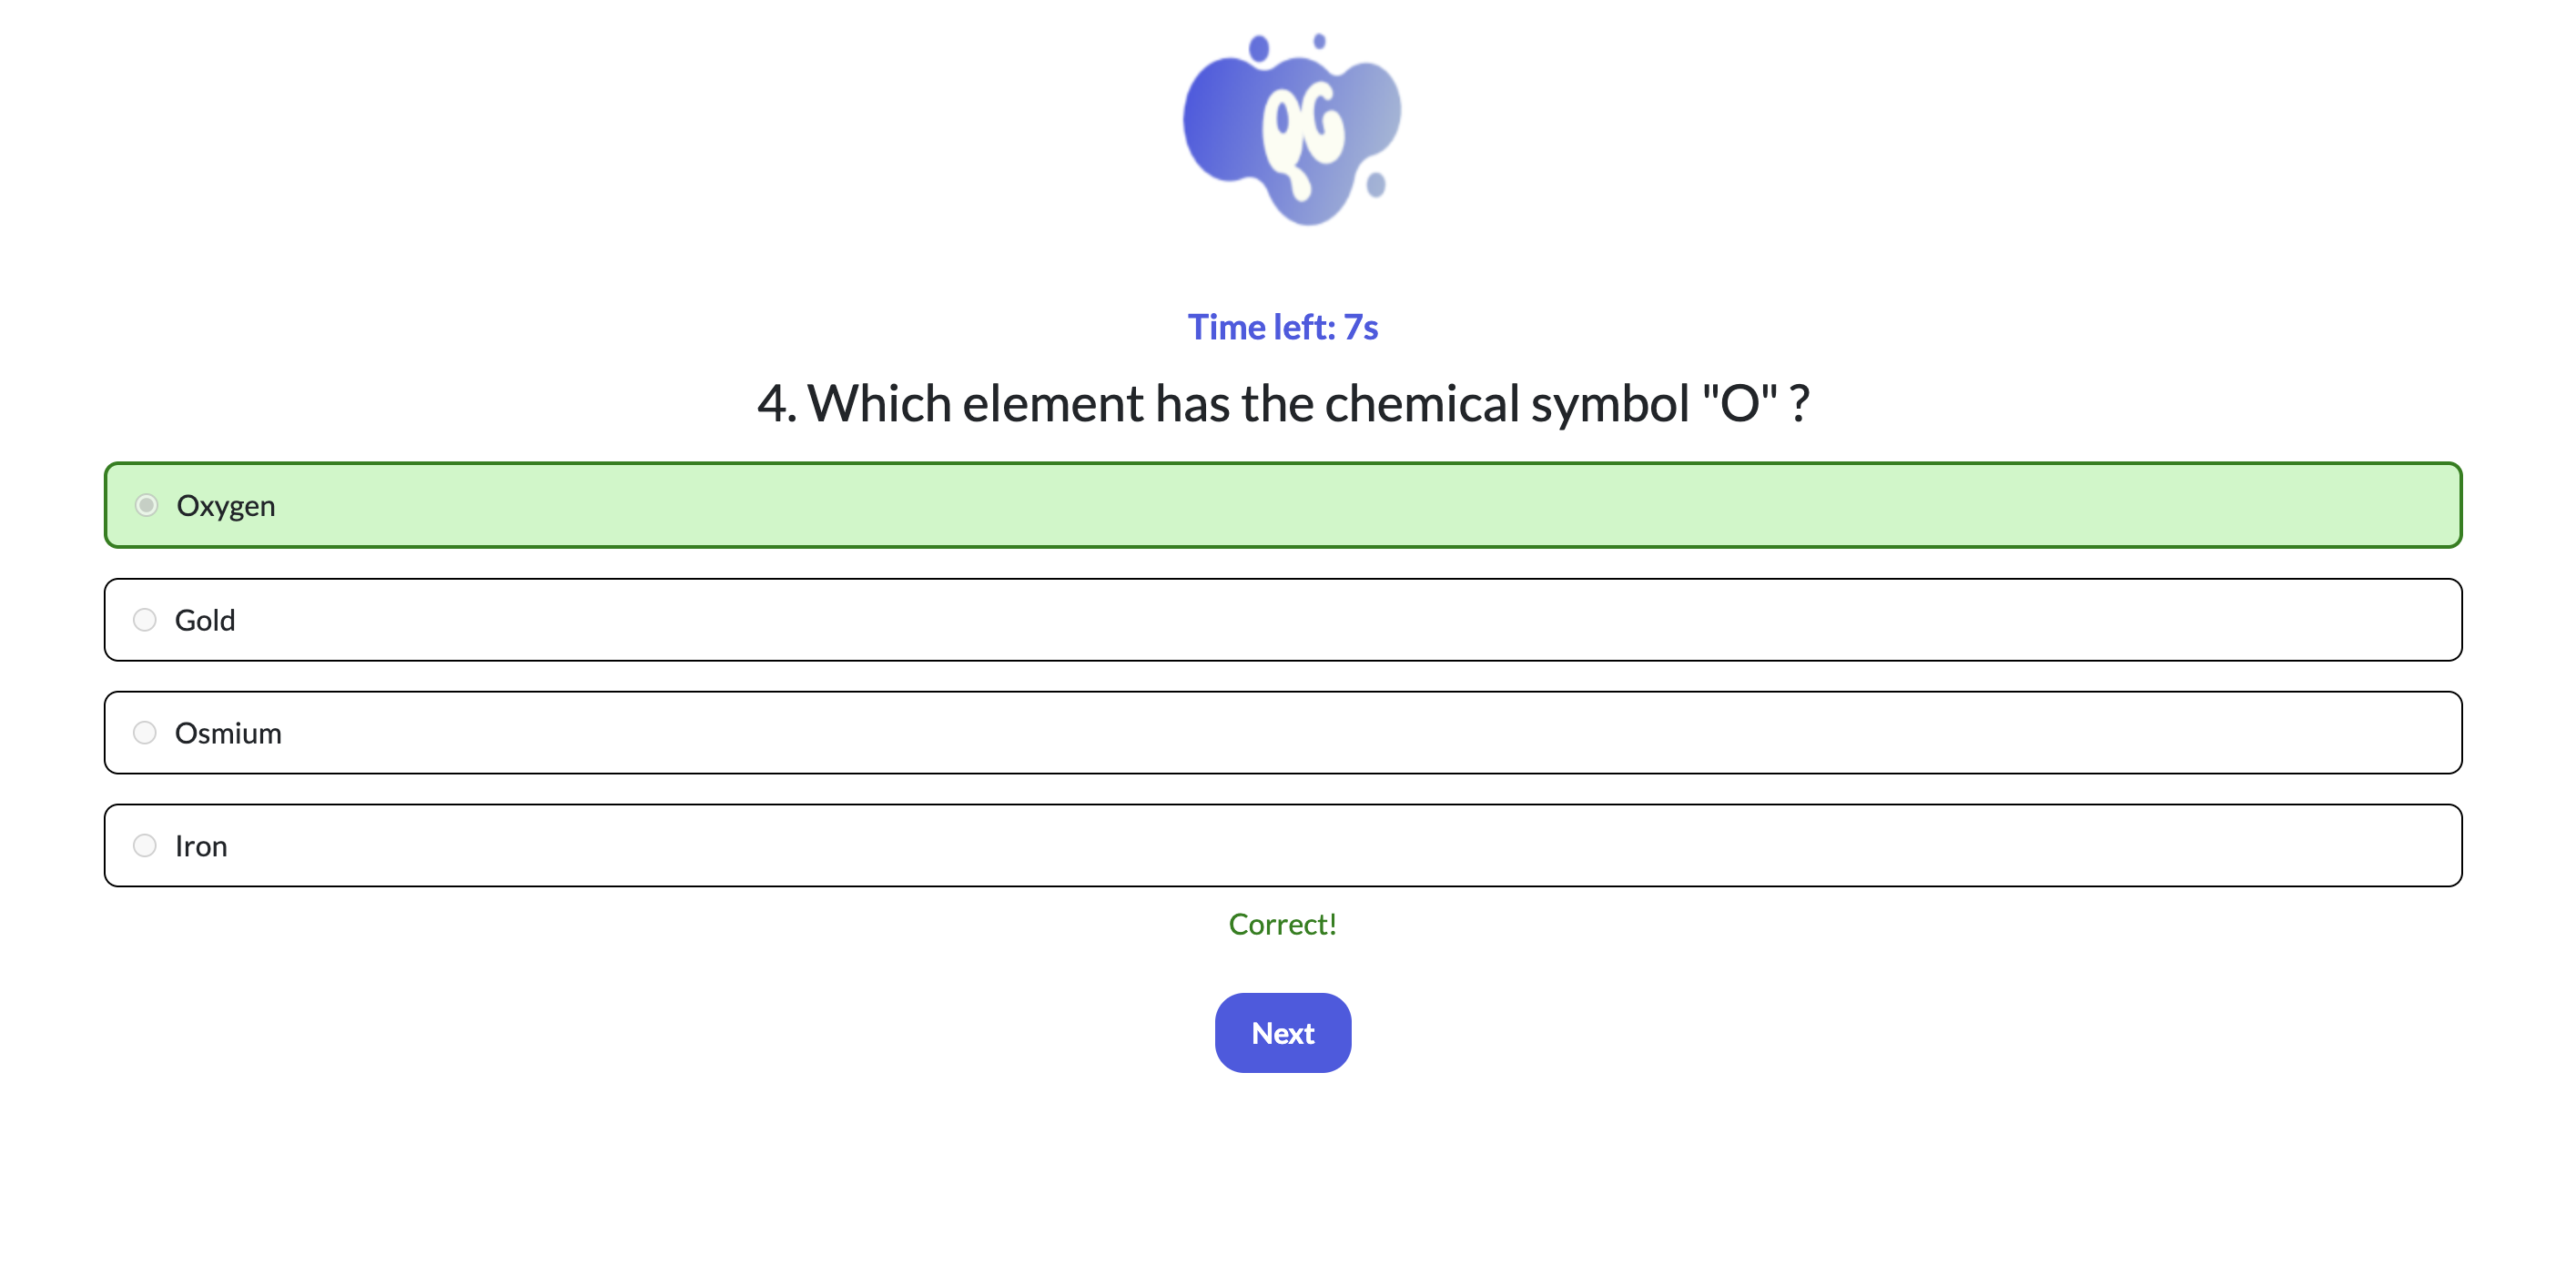 QG
Time left: 7s
4. Which element has the chemical symbol "O" ?
Oxygen
Gold
Osmium
Iron
Correct!
Next